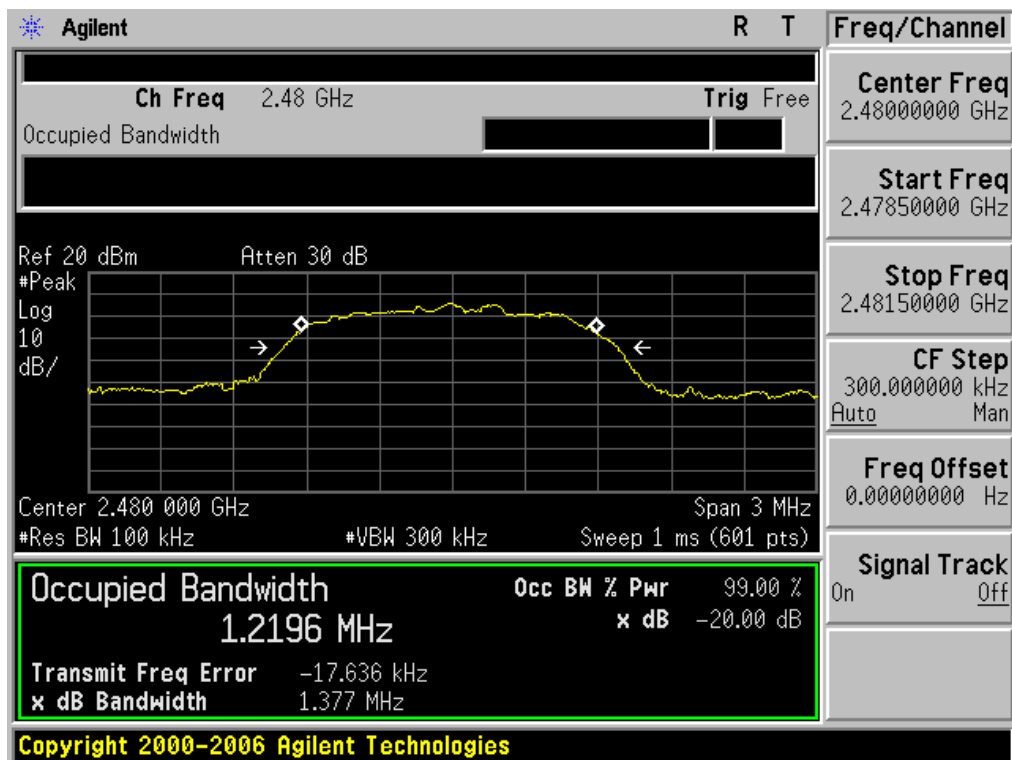 Agilent R T Freq/Channel
Ch Freq 2.48 GHz Trig Free
Occupied Bandwidth
Center Freq
2.48000000 GHz
Start Freq
2.47850000 GHz
Stop Freq
2.48150000 GHz
CF Step
300.000000 kHz
Auto Man
Freq Offset
0.00000000 Hz
Signal Track
On Off
Ref 20 dBm Atten 30 dB
#Peak
Log
10
dB/
Center 2.480 000 GHz Span 3 MHz
#Res BW 100 kHz #VBW 300 kHz Sweep 1 ms (601 pts)
Occupied Bandwidth Occ BW % Pwr 99.00 %
1.2196 MHz x dB -20.00 dB
Transmit Freq Error -17.636 kHz
x dB Bandwidth 1.377 MHz
Copyright 2000-2006 Agilent Technologies